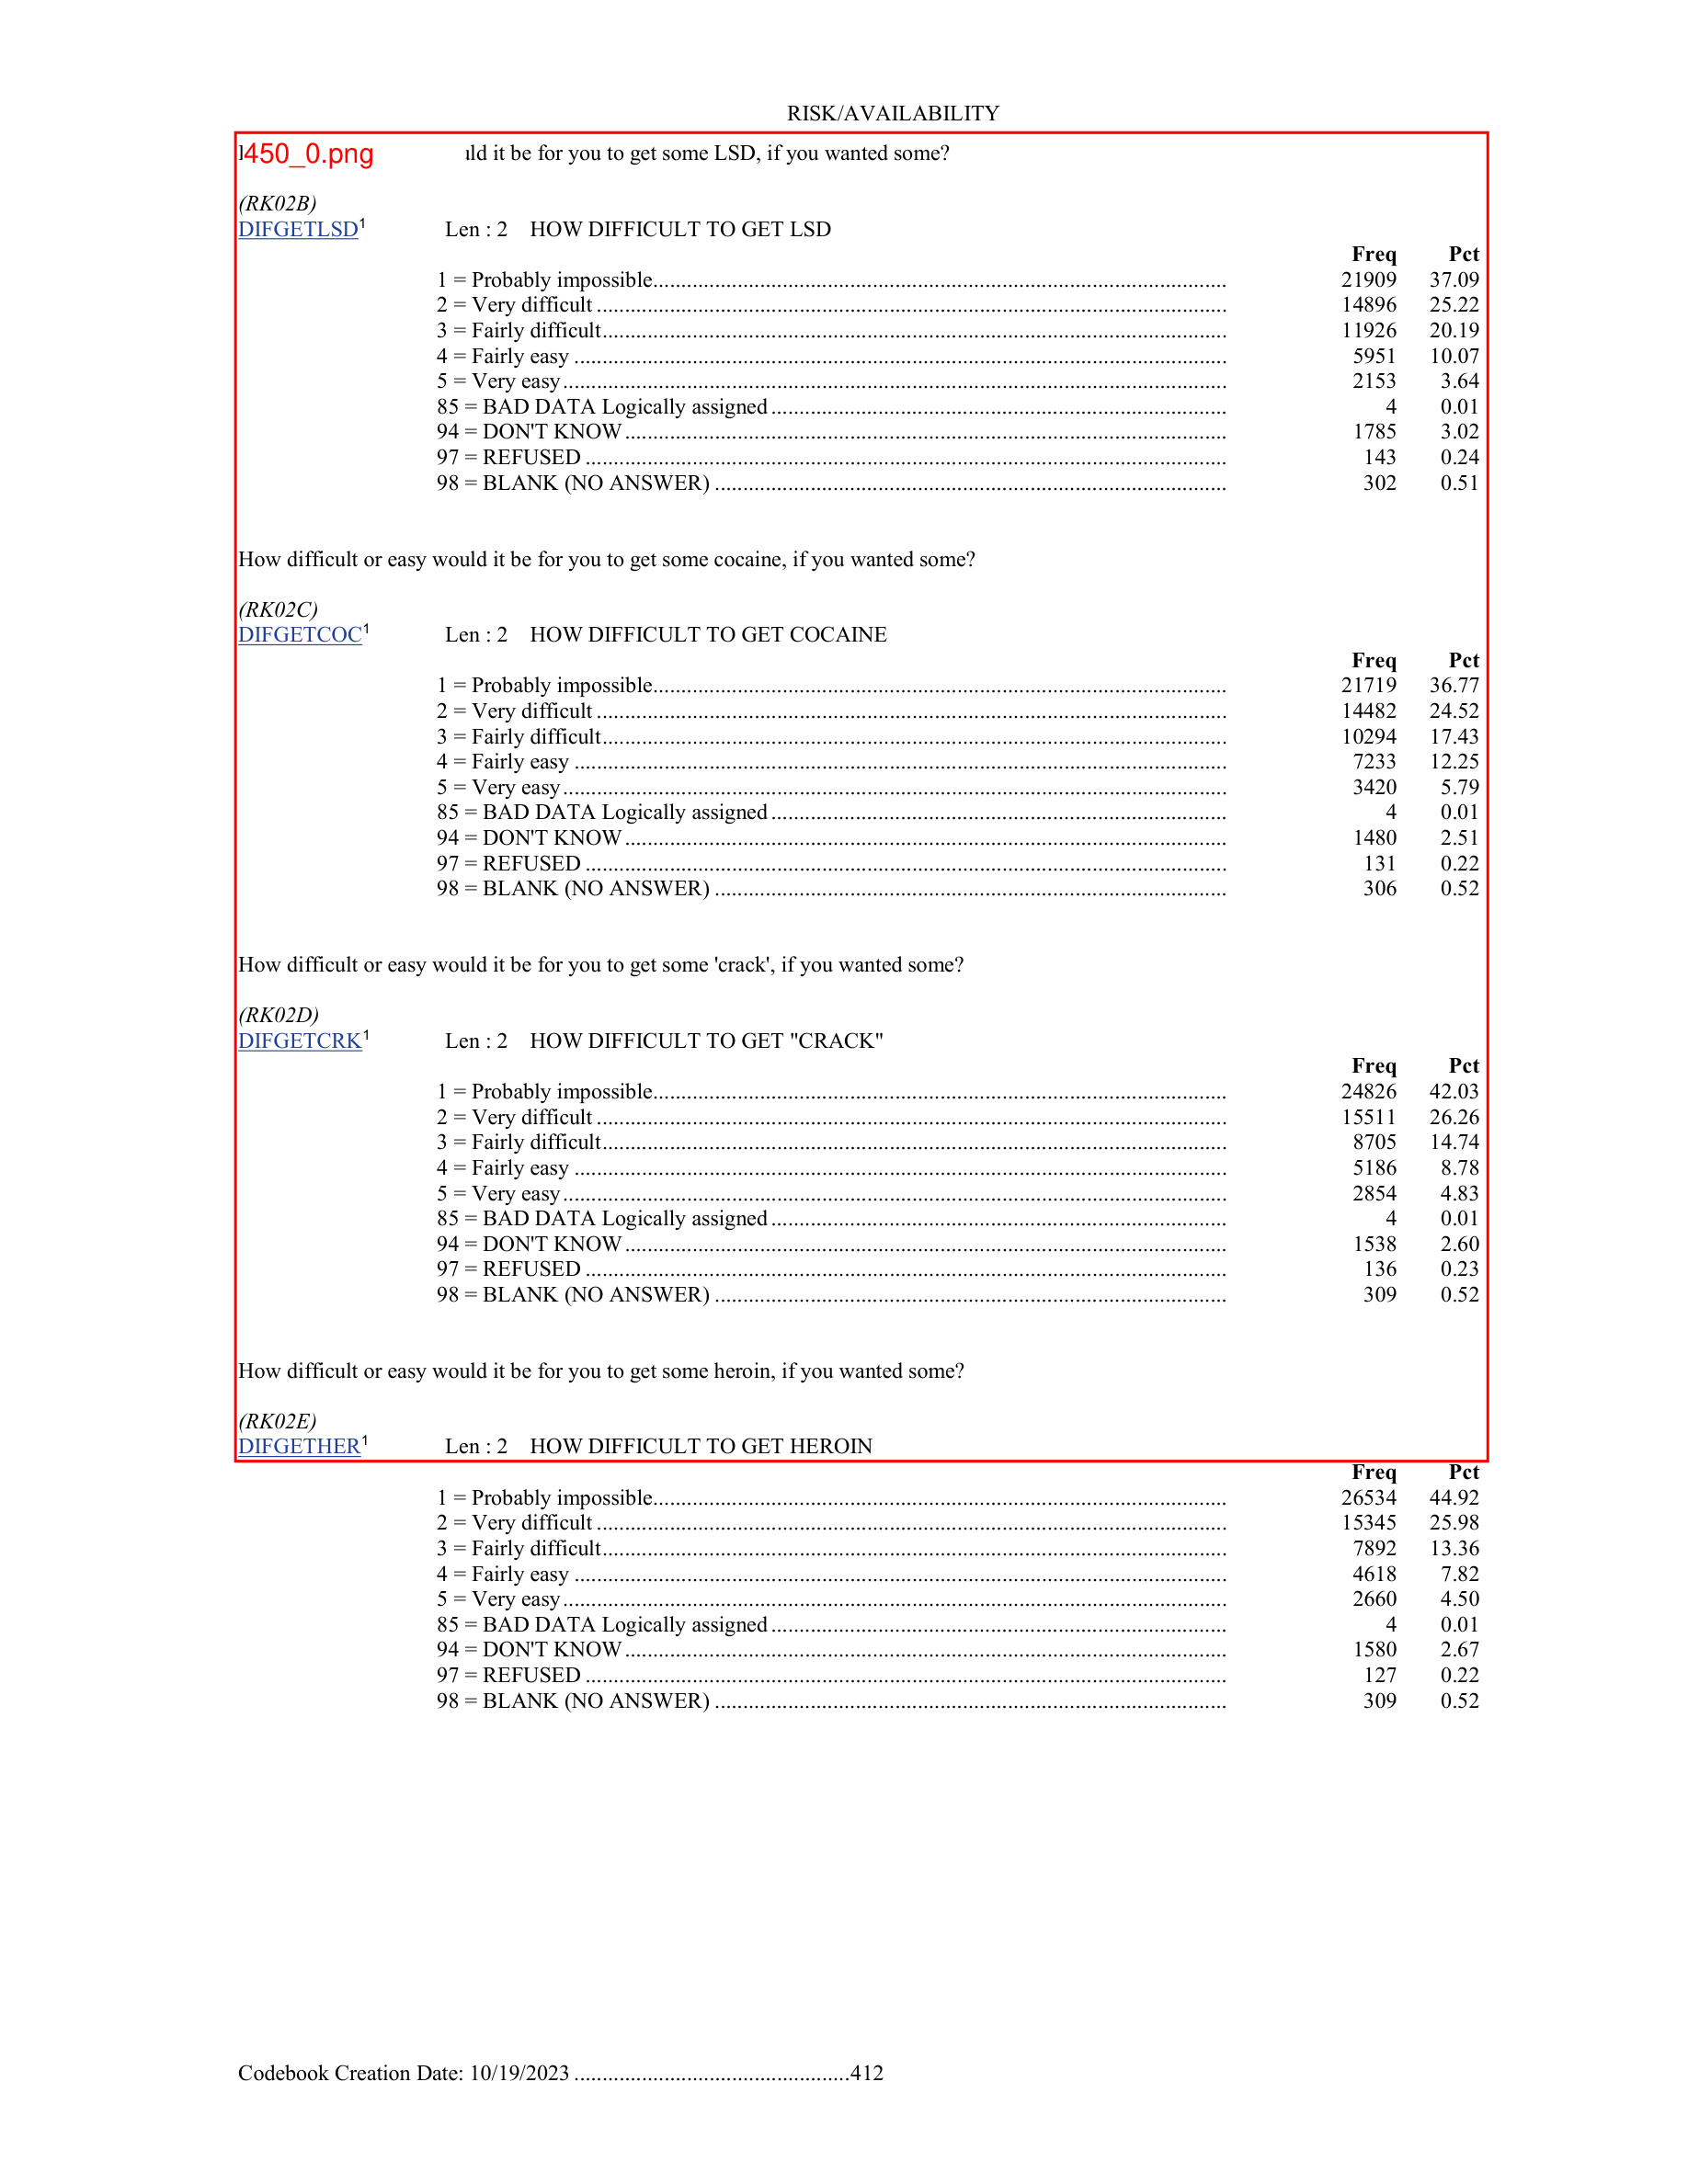 RISK/AVAILABILITY
450_0.png it be for you to get some LSD, if you wanted some?
(RK02B)
DIFGETLSD1 Len : 2 HOW DIFFICULT TO GET LSD
Freq Pct
1 = Probably impossible.................................................... 21909 37.09
2 = Very difficult .................................................... 14896 25.22
3 = Fairly difficult.................................................... 11926 20.19
4 = Fairly easy .................................................... 5951 10.07
5 = Very easy.................................................... 2153 3.64
85 = BAD DATA Logically assigned .................................................... 4 0.01
94 = DON'T KNOW .................................................... 1785 3.02
97 = REFUSED .................................................... 143 0.24
98 = BLANK (NO ANSWER) .................................................... 302 0.51
How difficult or easy would it be for you to get some cocaine, if you wanted some?
(RK02C)
DIFGETCOC1 Len : 2 HOW DIFFICULT TO GET COCAINE
Freq Pct
1 = Probably impossible.................................................... 21719 36.77
2 = Very difficult .................................................... 14482 24.52
3 = Fairly difficult.................................................... 10294 17.43
4 = Fairly easy .................................................... 7233 12.25
5 = Very easy.................................................... 3420 5.79
85 = BAD DATA Logically assigned .................................................... 4 0.01
94 = DON'T KNOW .................................................... 1480 2.51
97 = REFUSED .................................................... 131 0.22
98 = BLANK (NO ANSWER) .................................................... 306 0.52
How difficult or easy would it be for you to get some 'crack', if you wanted some?
(RK02D)
DIFGETCRK1 Len : 2 HOW DIFFICULT TO GET "CRACK"
Freq Pct
1 = Probably impossible.................................................... 24826 42.03
2 = Very difficult .................................................... 15511 26.26
3 = Fairly difficult.................................................... 8705 14.74
4 = Fairly easy .................................................... 5186 8.78
5 = Very easy.................................................... 2854 4.83
85 = BAD DATA Logically assigned .................................................... 4 0.01
94 = DON'T KNOW .................................................... 1538 2.60
97 = REFUSED .................................................... 136 0.23
98 = BLANK (NO ANSWER) .................................................... 309 0.52
How difficult or easy would it be for you to get some heroin, if you wanted some?
(RK02E)
DIFGETHER1 Len : 2 HOW DIFFICULT TO GET HEROIN
Freq Pct
1 = Probably impossible.................................................... 26534 44.92
2 = Very difficult .................................................... 15345 25.98
3 = Fairly difficult.................................................... 7892 13.36
4 = Fairly easy .................................................... 4618 7.82
5 = Very easy.................................................... 2660 4.50
85 = BAD DATA Logically assigned .................................................... 4 0.01
94 = DON'T KNOW .................................................... 1580 2.67
97 = REFUSED .................................................... 127 0.22
98 = BLANK (NO ANSWER) .................................................... 309 0.52
Codebook Creation Date: 10/19/2023 ................................................412